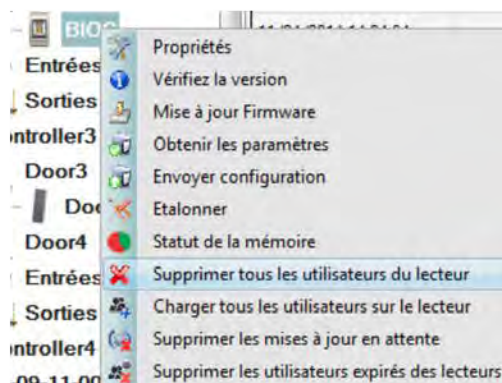 BIOC
Propriétés
Entrées
Vérifiez la version
Sorties
Mise à jour Firmware
ntroller3
Obtenir les paramètres
Door3
Envoyer configuration
Etalonner
Door4
Statut de la mémoire
Entrées
Supprimer tous les utilisateurs du lecteur
Sorties
Charger tous les utilisateurs sur le lecteur
ntroller4
Supprimer les mises à jour en attente
Supprimer les utilisateurs expirés des lecteurs